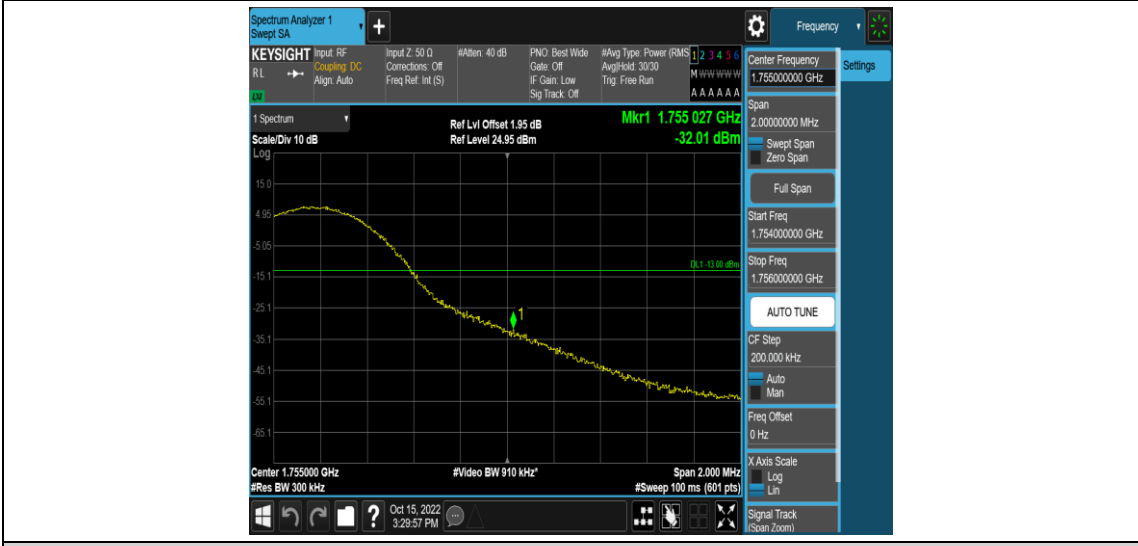 Spectrum Analyzer 1
Swept SA
+
Frequency
KEYSIGHT
RL
LXI
Input: RF
Coupling: DC
Align: Auto
Input Z: 50 Ω
Corrections: Off
Freq Ref: Int (S)
#Atten: 40 dB
PNO: Best Wide
Gate: Off
IF Gain: Low
Sig Track: Off
#Avg Type: Power (RMS
Avg|Hold: 30/30
Trig: Free Run
1 2 3 4 5 6
M W W W W W
A A A A A A
1 Spectrum
Scale/Div 10 dB
Log
Ref Lvl Offset 1.95 dB
Ref Level 24.95 dBm
Mkr1 1.755 027 GHz
-32.01 dBm
15.0
4.95
-5.05
-15.1
-25.1
-35.1
-45.1
-55.1
-65.1
DL1 -13.00 dBm
1
Center 1.755000 GHz
#Res BW 300 kHz
#Video BW 910 kHz*
Span 2.000 MHz
#Sweep 100 ms (601 pts)
Center Frequency
1.755000000 GHz
Settings
Span
2.00000000 MHz
Swept Span
Zero Span
Full Span
Start Freq
1.754000000 GHz
Stop Freq
1.756000000 GHz
AUTO TUNE
CF Step
200.000 kHz
Auto
Man
Freq Offset
0 Hz
X Axis Scale
Log
Lin
Signal Track
(Span Zoom)
?
Oct 15, 2022
3:29:57 PM